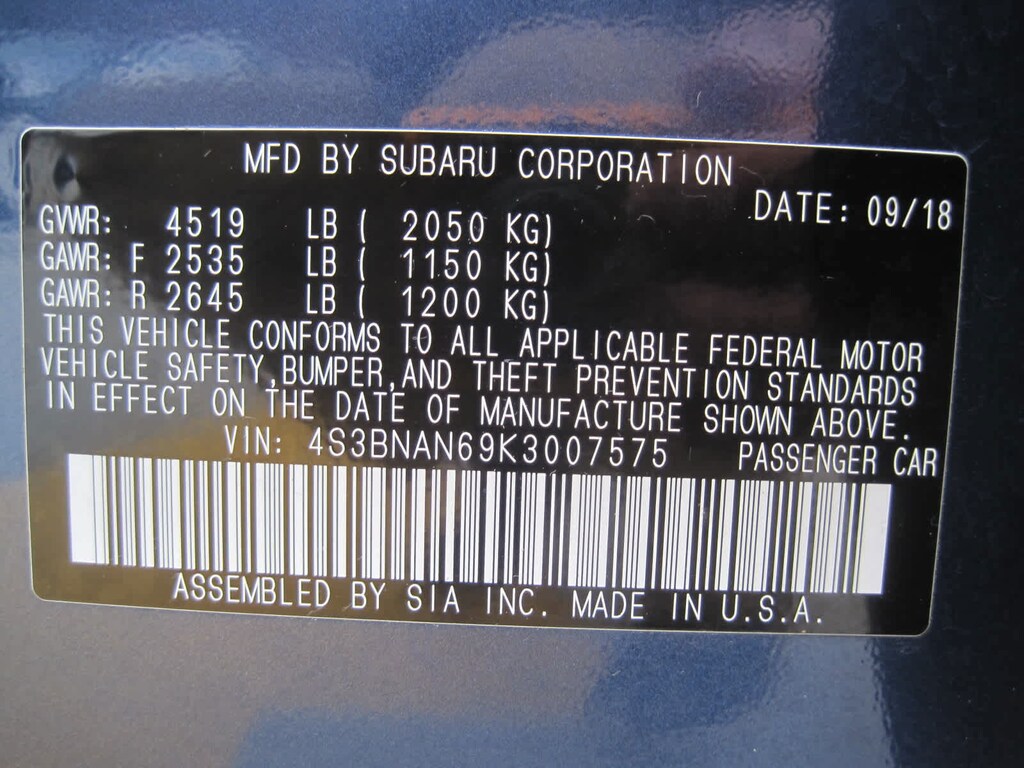 MFD BY SUBARU CORPORATION
DATE: 09/18
GVWR: 4519 LB ( 2050 KG)
GAWR: F 2535 LB ( 1150 KG)
GAWR: R 2645 LB ( 1200 KG)
THIS VEHICLE CONFORMS TO ALL APPLICABLE FEDERAL MOTOR
VEHICLE SAFETY,BUMPER,AND THEFT PREVENTION STANDARDS
IN EFFECT ON THE DATE OF MANUFACTURE SHOWN ABOVE.
VIN: 4S3BNAN69K3007575 PASSENGER CAR
ASSEMBLED BY SIA INC. MADE IN U.S.A.